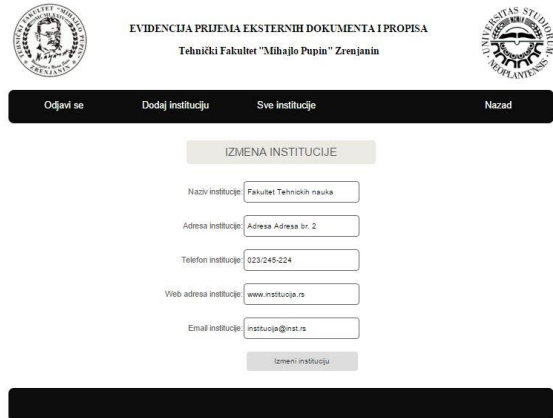 EVIDENCIJA PRIJEMA EKSTERNIH DOKUMENTA I PROPISA
Tehnički Fakultet "Mihajlo Pupin" Zrenjanin
Odjavi se Dodaj instituciju Sve institucije Nazad
IZMENA INSTITUCIJE
Naziv institucije: Fakultet Tehnickih nauka
Adresa institucije: Adresa Adresa br. 2
Telefon institucije: 023/245-224
Web adresa institucije: www.institucija.rs
Email institucije: institucija@inst.rs
Izmeni instituciju